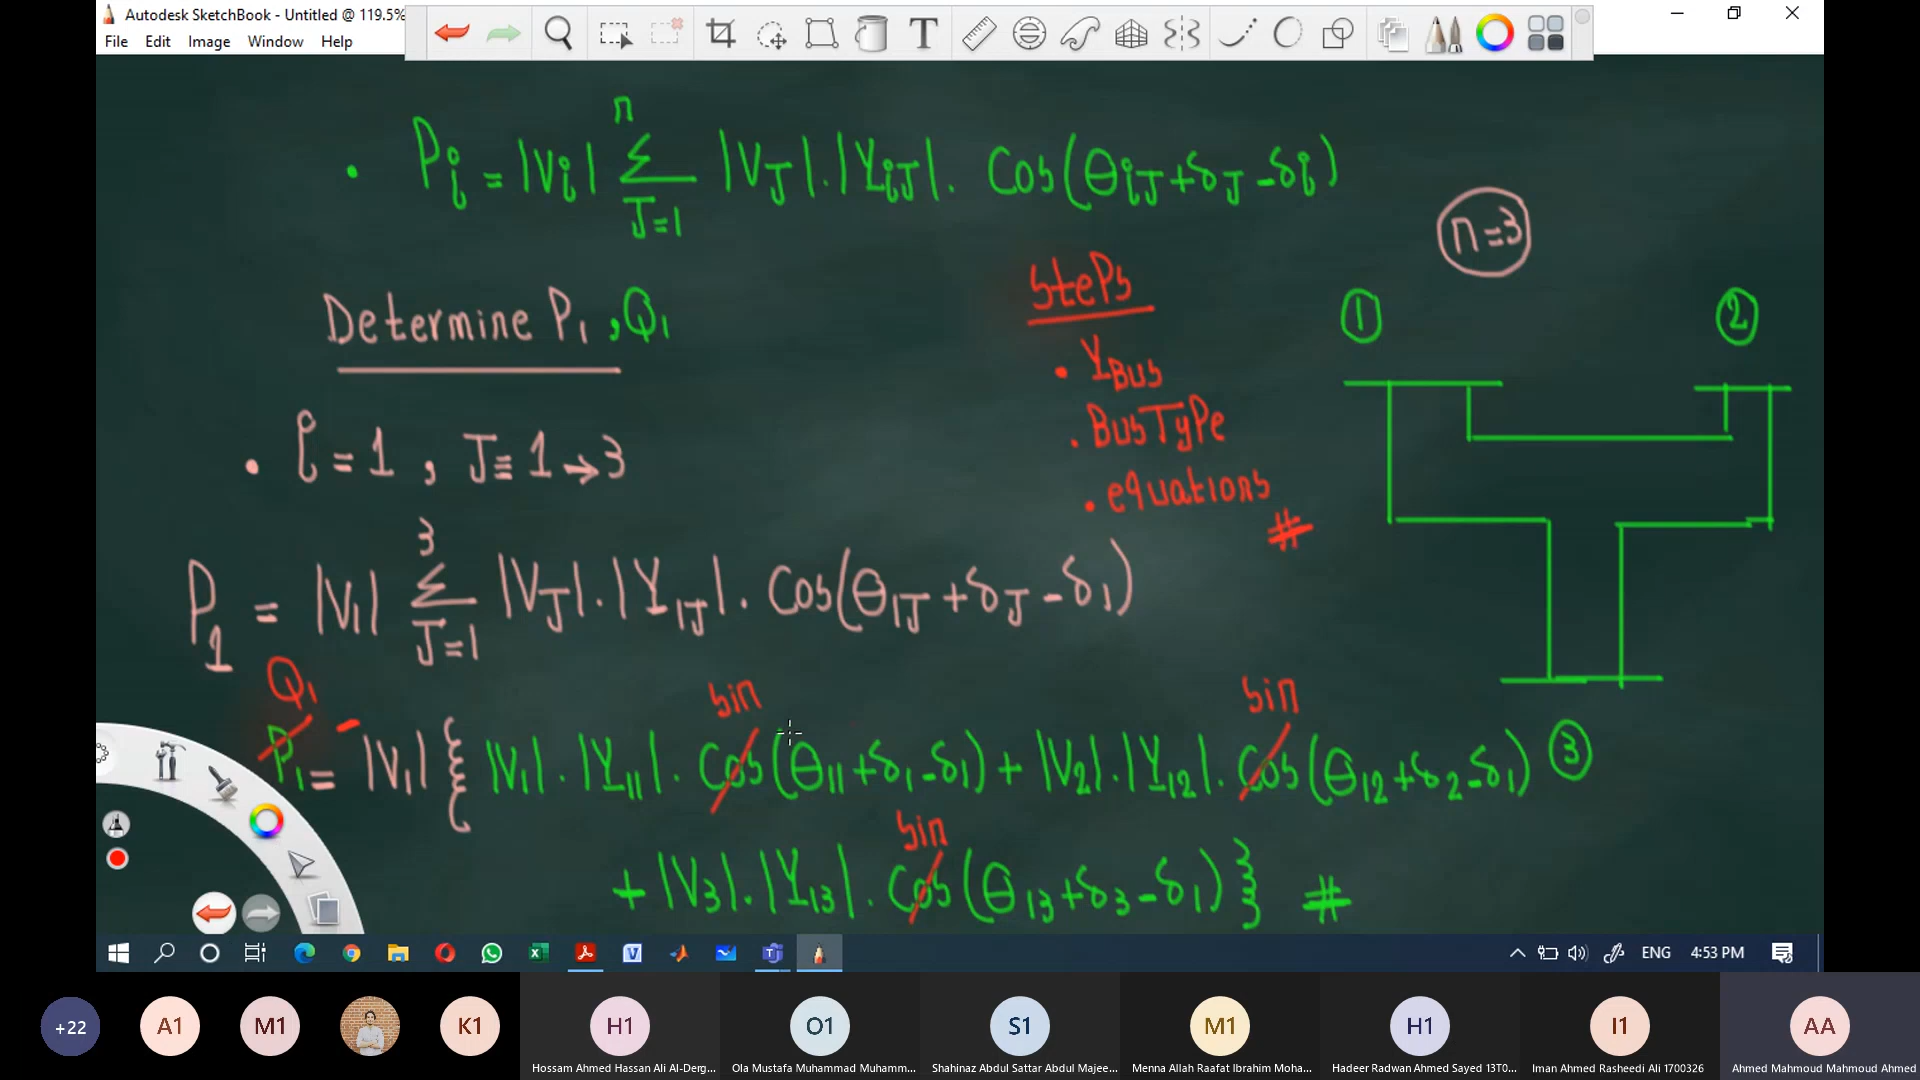 Autodesk SketchBook - Untitled @ 119.5%
File Edit Image Window Help
• Pi = |Vi| n Σ J=1 |VJ|.|YiJ|. Cos(θiJ+δJ-δi)
n=3
Determine P1, Q1
Steps
• YBus
• BusType
• equations #
1
2
• i=1, J≡1→3
P1 = |V1| 3 Σ J=1 |VJ|.|Y1J|. Cos(θ1J+δJ-δ1)
Q1
sin
sin
P1= -|V1| { |V1|.|Y11|. Cos(θ11+δ1-δ1) + |V2|.|Y12|. Cos(θ12+δ2-δ1)
3
sin
+ |V3|.|Y13|. Cos(θ13+δ3-δ1) } #
ENG 4:53 PM
+22 A1 M1 K1 H1 O1 S1 M1 H1 I1 AA
Hossam Ahmed Hassan Ali Al-Derg...
Ola Mustafa Muhammad Muhamm...
Shahinaz Abdul Sattar Abdul Majee...
Menna Allah Raafat Ibrahim Moha...
Hadeer Radwan Ahmed Sayed 13T0...
Iman Ahmed Rasheedi Ali 1700326
Ahmed Mahmoud Mahmoud Ahmed